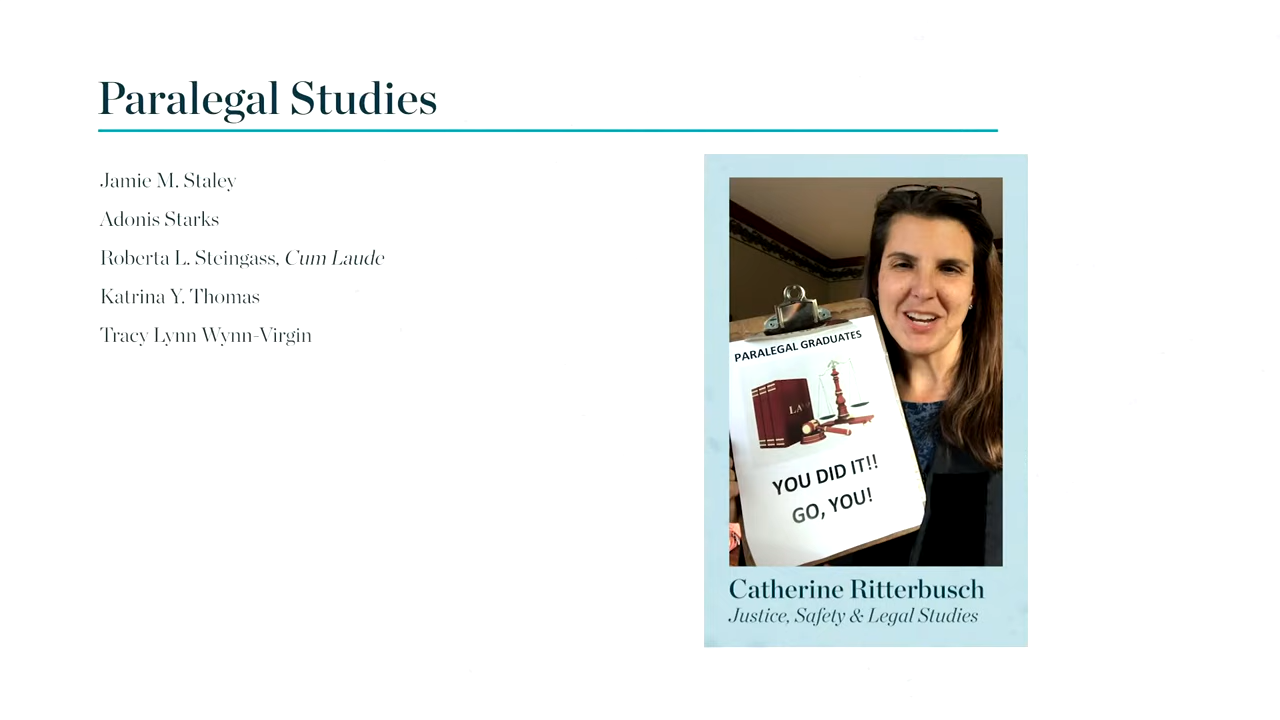 Paralegal Studies
Jamie M. Staley
Adonis Starks
Roberta L. Steingass, Cum Laude
Katrina Y. Thomas
Tracy Lynn Wynn-Virgin
PARALEGAL GRADUATES
LAW
YOU DID IT!!
GO, YOU!
Catherine Ritterbusch
Justice, Safety & Legal Studies